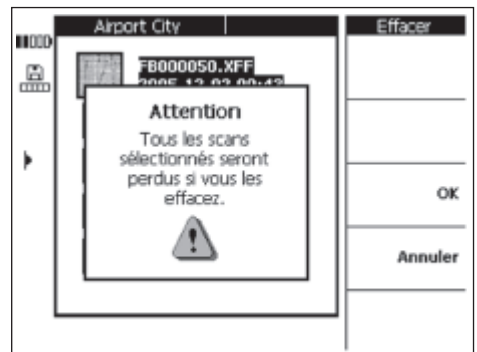 Airport City
Effacer
FB000050.XFF
Attention
Tous les scans
sélectionnés seront
perdus si vous les
effacez.
!
OK
Annuler